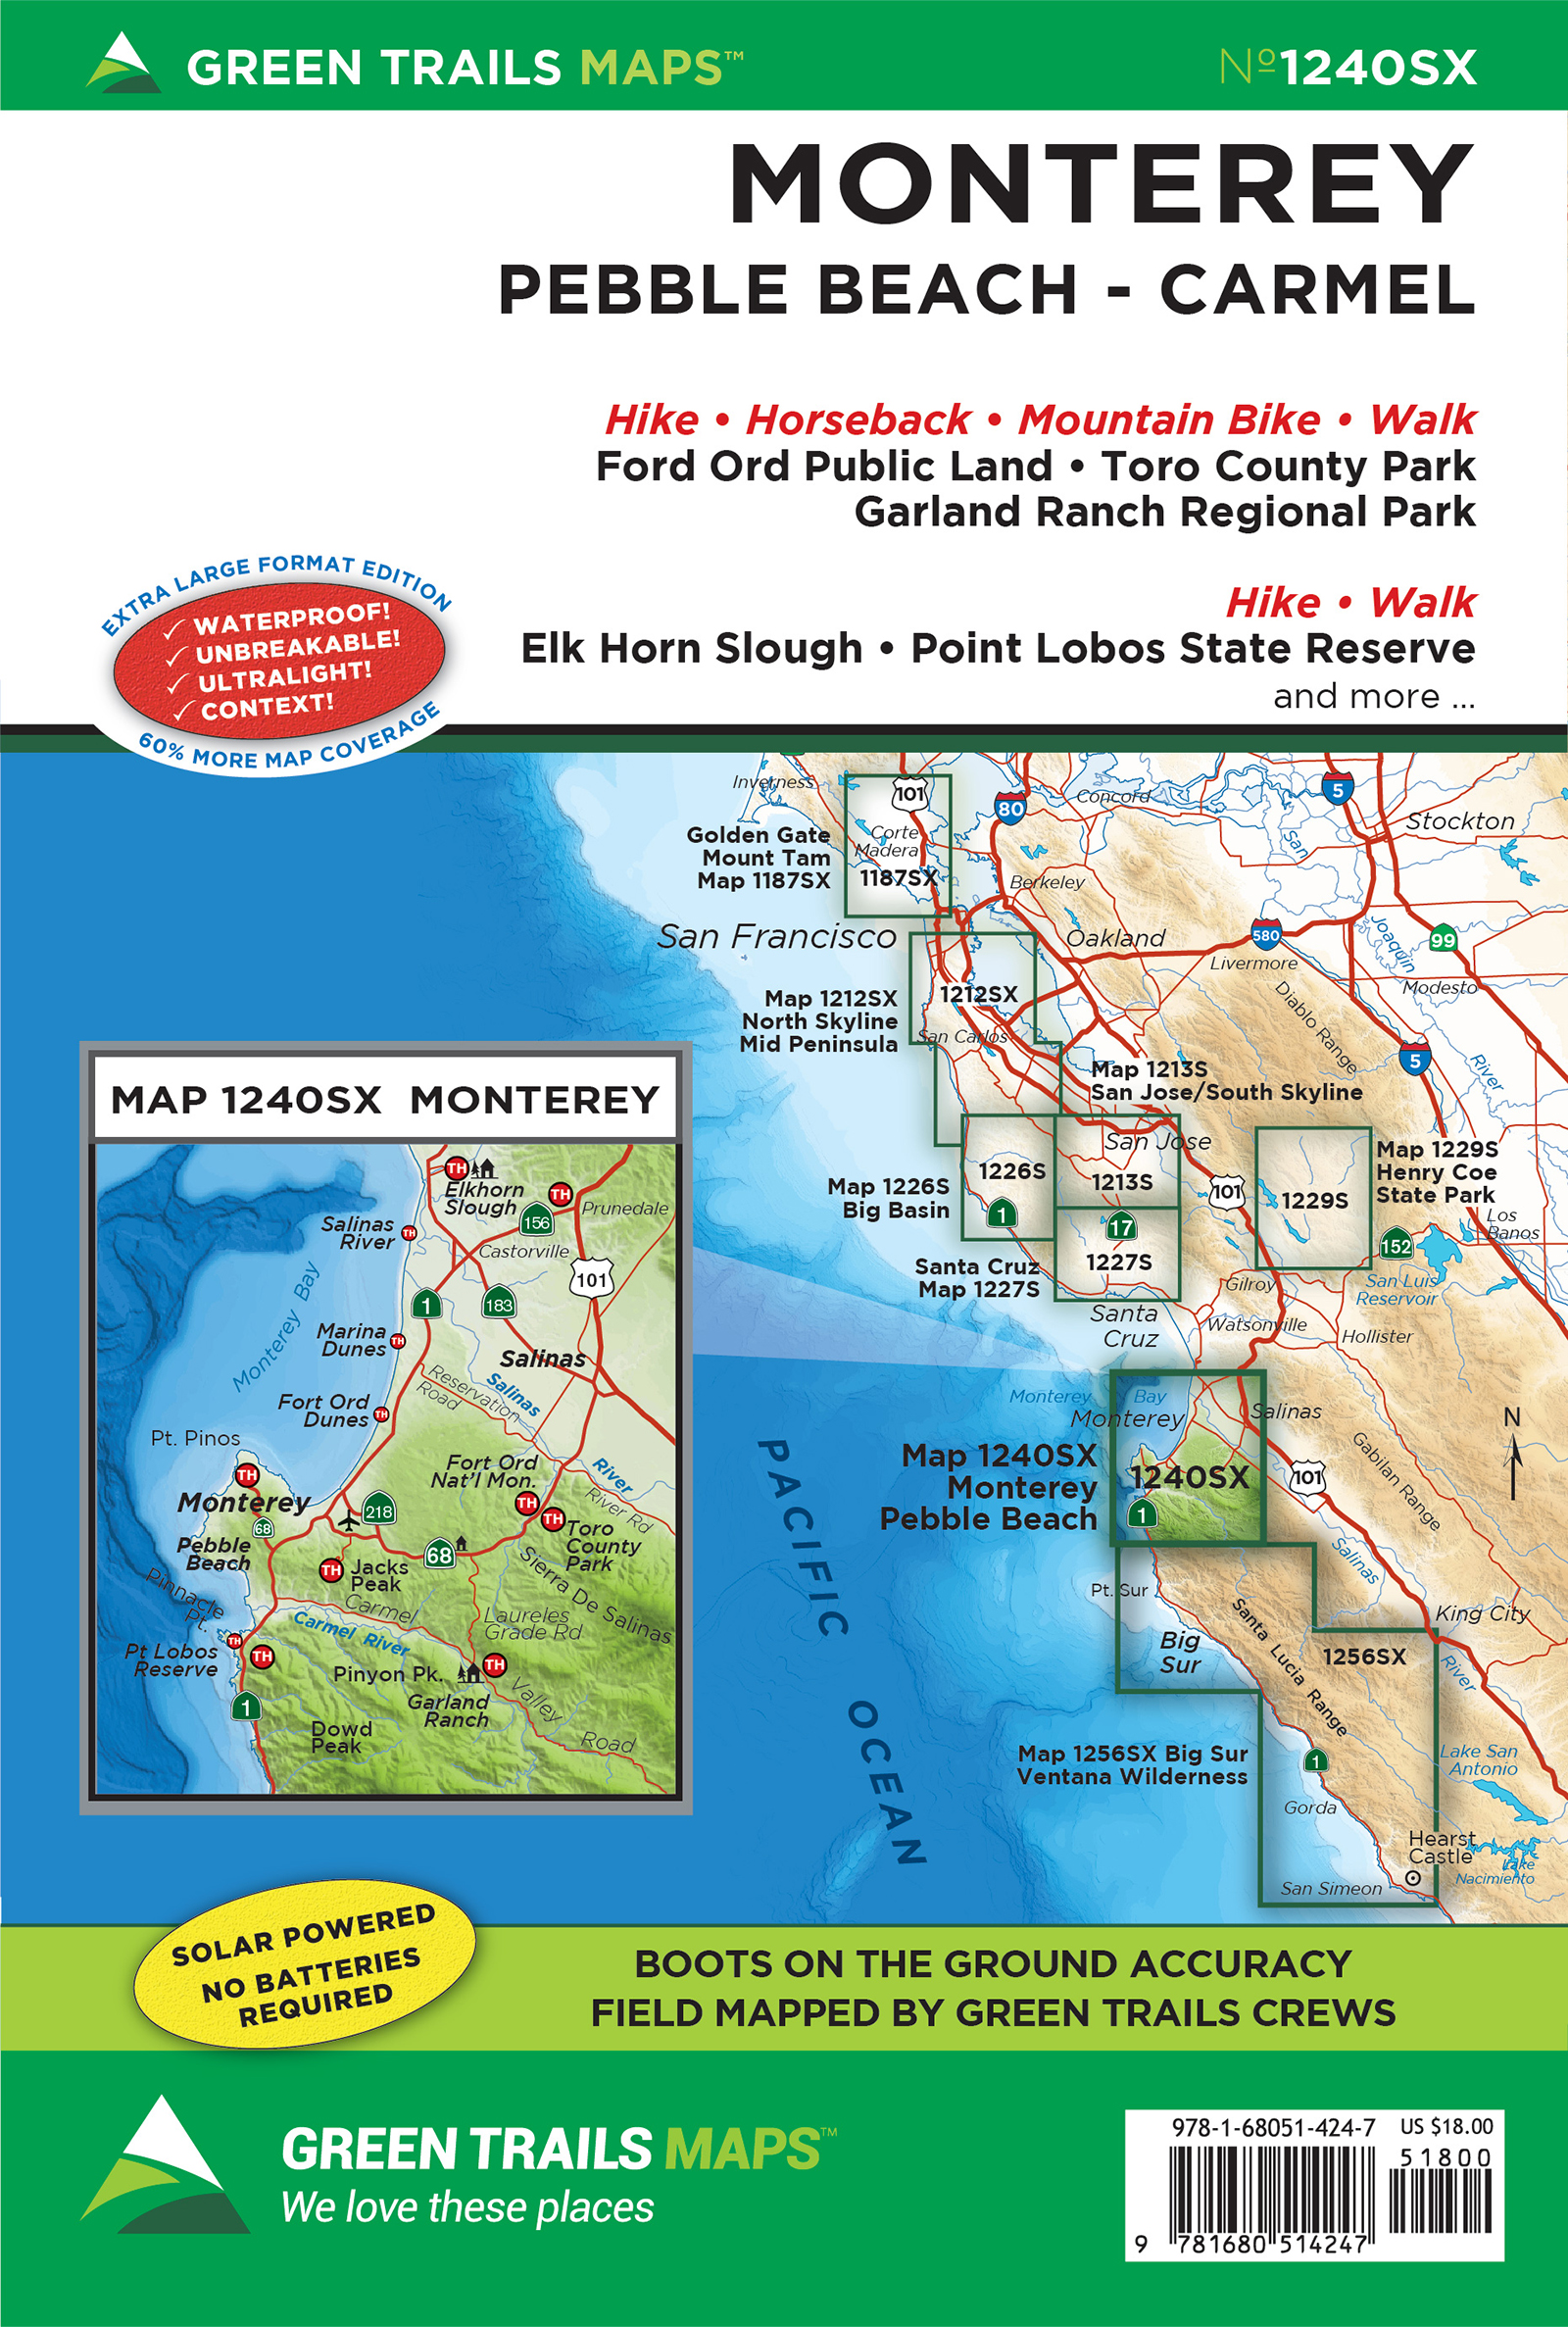 GREEN TRAILS MAPS™
Nº1240SX
MONTEREY
PEBBLE BEACH - CARMEL
Hike • Horseback • Mountain Bike • Walk
Ford Ord Public Land • Toro County Park
Garland Ranch Regional Park
Hike • Walk
Elk Horn Slough • Point Lobos State Reserve
and more ...
EXTRA LARGE FORMAT EDITION
✓ WATERPROOF!
✓ UNBREAKABLE!
✓ ULTRALIGHT!
✓ CONTEXT!
60% MORE MAP COVERAGE
Inverness
101
80
Concord
5
Stockton
Golden Gate
Mount Tam
Map 1187SX
Corte
Madera
1187SX
San
Berkeley
San Francisco
Oakland
580
Joaquin
99
Livermore
Modesto
Map 1212SX
North Skyline
Mid Peninsula
1212SX
San Carlos
Diablo Range
5
River
Map 1213S
San Jose/South Skyline
San Jose
1226S
1213S
101
1229S
Map 1229S
Henry Coe
State Park
Map 1226S
Big Basin
1
17
152
Los
Banos
Santa Cruz
Map 1227S
1227S
Gilroy
San Luis
Reservoir
Santa
Cruz
Watsonville
Hollister
Monterey Bay
Monterey
Salinas
N
Map 1240SX
Monterey
Pebble Beach
1240SX
1
101
Gabilan Range
Salinas
River
PACIFIC
OCEAN
Pt. Sur
King City
Big
Sur
Santa Lucia Range
1256SX
Map 1256SX Big Sur
Ventana Wilderness
1
Lake San
Antonio
Gorda
Hearst
Castle
Lake
Nacimiento
San Simeon
MAP 1240SX MONTEREY
TH
Elkhorn
Slough
TH
156
Prunedale
Salinas
River
TH
Castorville
101
Monterey Bay
1
183
Marina
Dunes
TH
Salinas
Reservation
Road
Salinas
River
Fort Ord
Dunes
TH
Pt. Pinos
TH
Fort Ord
Nat'l Mon.
TH
River Rd
Monterey
218
68
TH
Toro
County
Park
Pebble
Beach
68
TH
Jacks
Peak
Sierra De Salinas
Pinnacle
Pt.
Carmel
Valley
Road
Carmel River
Laureles
Grade Rd
Pt Lobos
Reserve
TH
TH
Pinyon Pk.
TH
Garland
Ranch
1
Dowd
Peak
SOLAR POWERED
NO BATTERIES
REQUIRED
BOOTS ON THE GROUND ACCURACY
FIELD MAPPED BY GREEN TRAILS CREWS
GREEN TRAILS MAPS™
We love these places
978-1-68051-424-7 US $18.00
51800
9 781680 514247